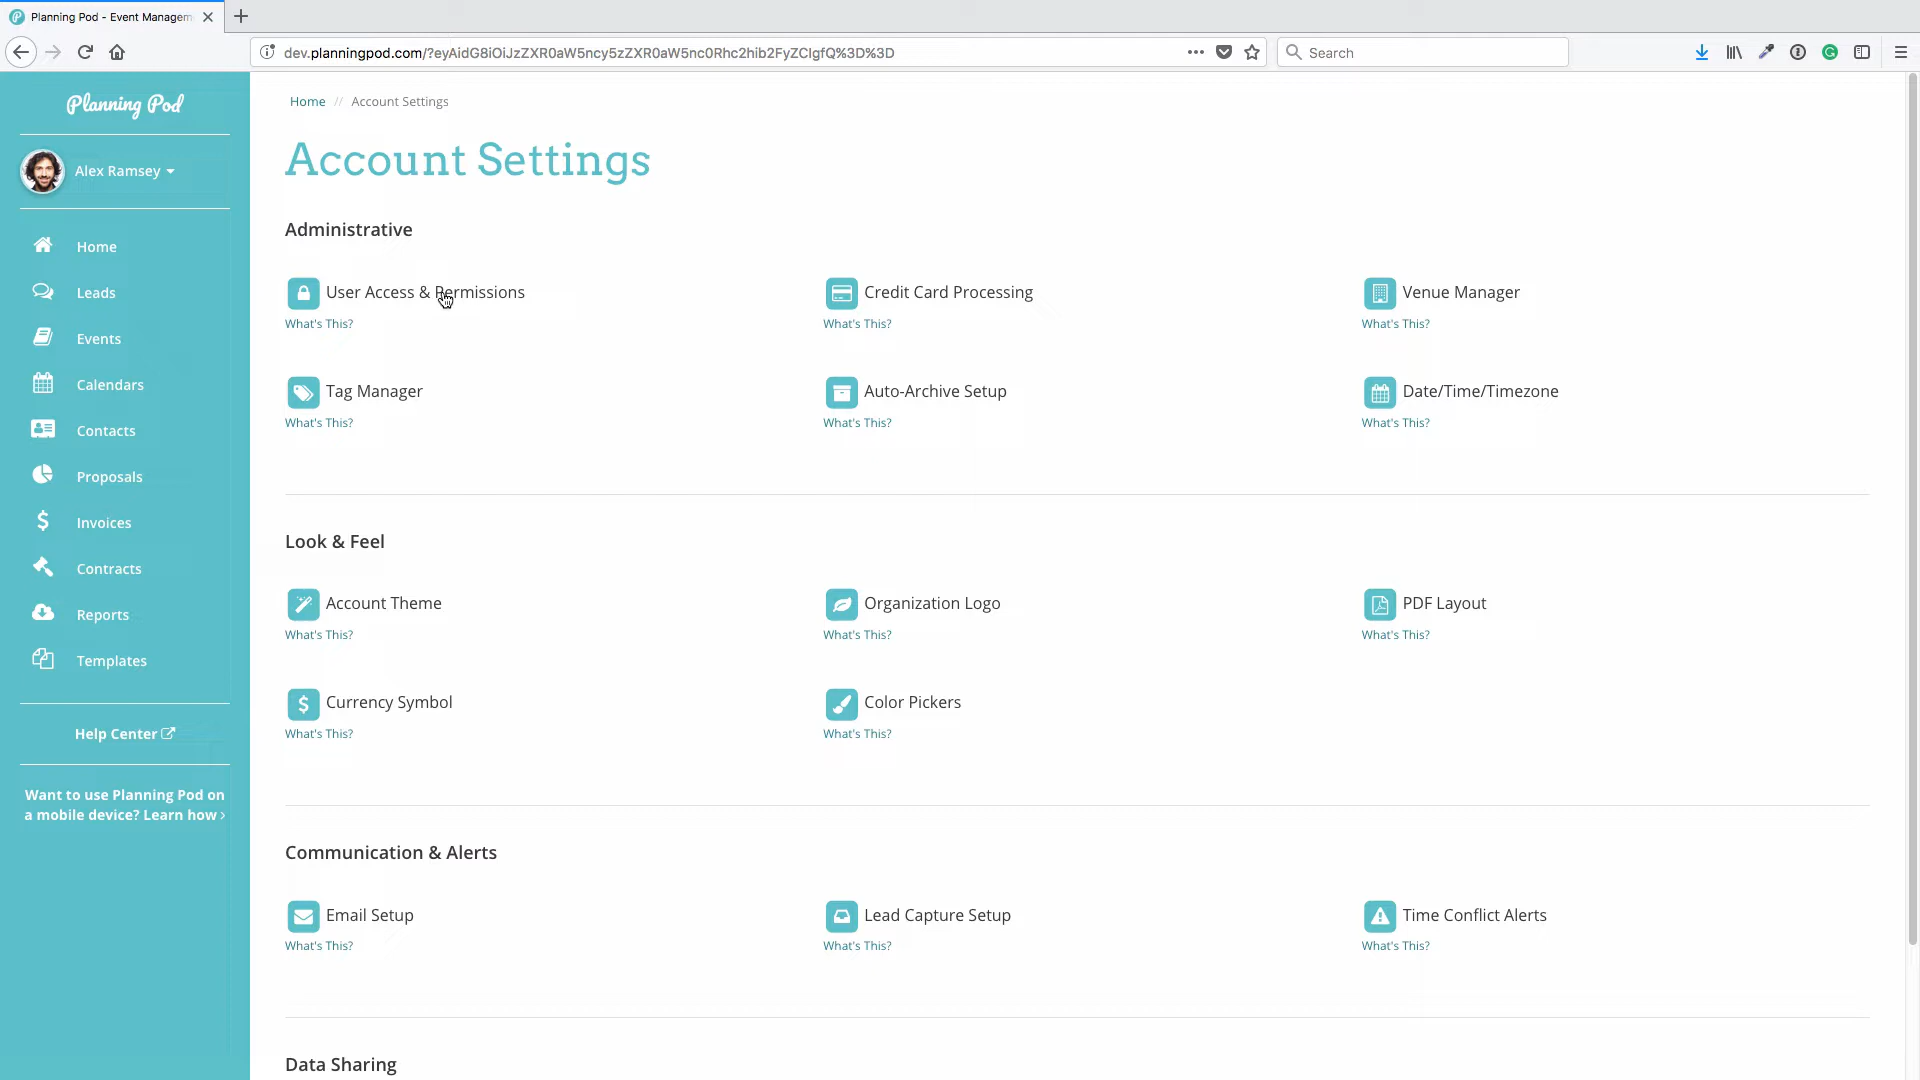 Planning Pod - Event Managem
dev.planningpod.com/?eyAidG8iOiJzZXR0aW5ncy5zZXR0aW5nc0Rhc2hib2FyZCIgfQ%3D%3D
Search
Planning Pod
Alex Ramsey
Home
Leads
Events
Calendars
Contacts
Proposals
Invoices
Contracts
Reports
Templates
Help Center
Want to use Planning Pod on
a mobile device? Learn how ›
Home // Account Settings
Account Settings
Administrative
User Access & Permissions
What's This?
Credit Card Processing
What's This?
Venue Manager
What's This?
Tag Manager
What's This?
Auto-Archive Setup
What's This?
Date/Time/Timezone
What's This?
Look & Feel
Account Theme
What's This?
Organization Logo
What's This?
PDF Layout
What's This?
Currency Symbol
What's This?
Color Pickers
What's This?
Communication & Alerts
Email Setup
What's This?
Lead Capture Setup
What's This?
Time Conflict Alerts
What's This?
Data Sharing